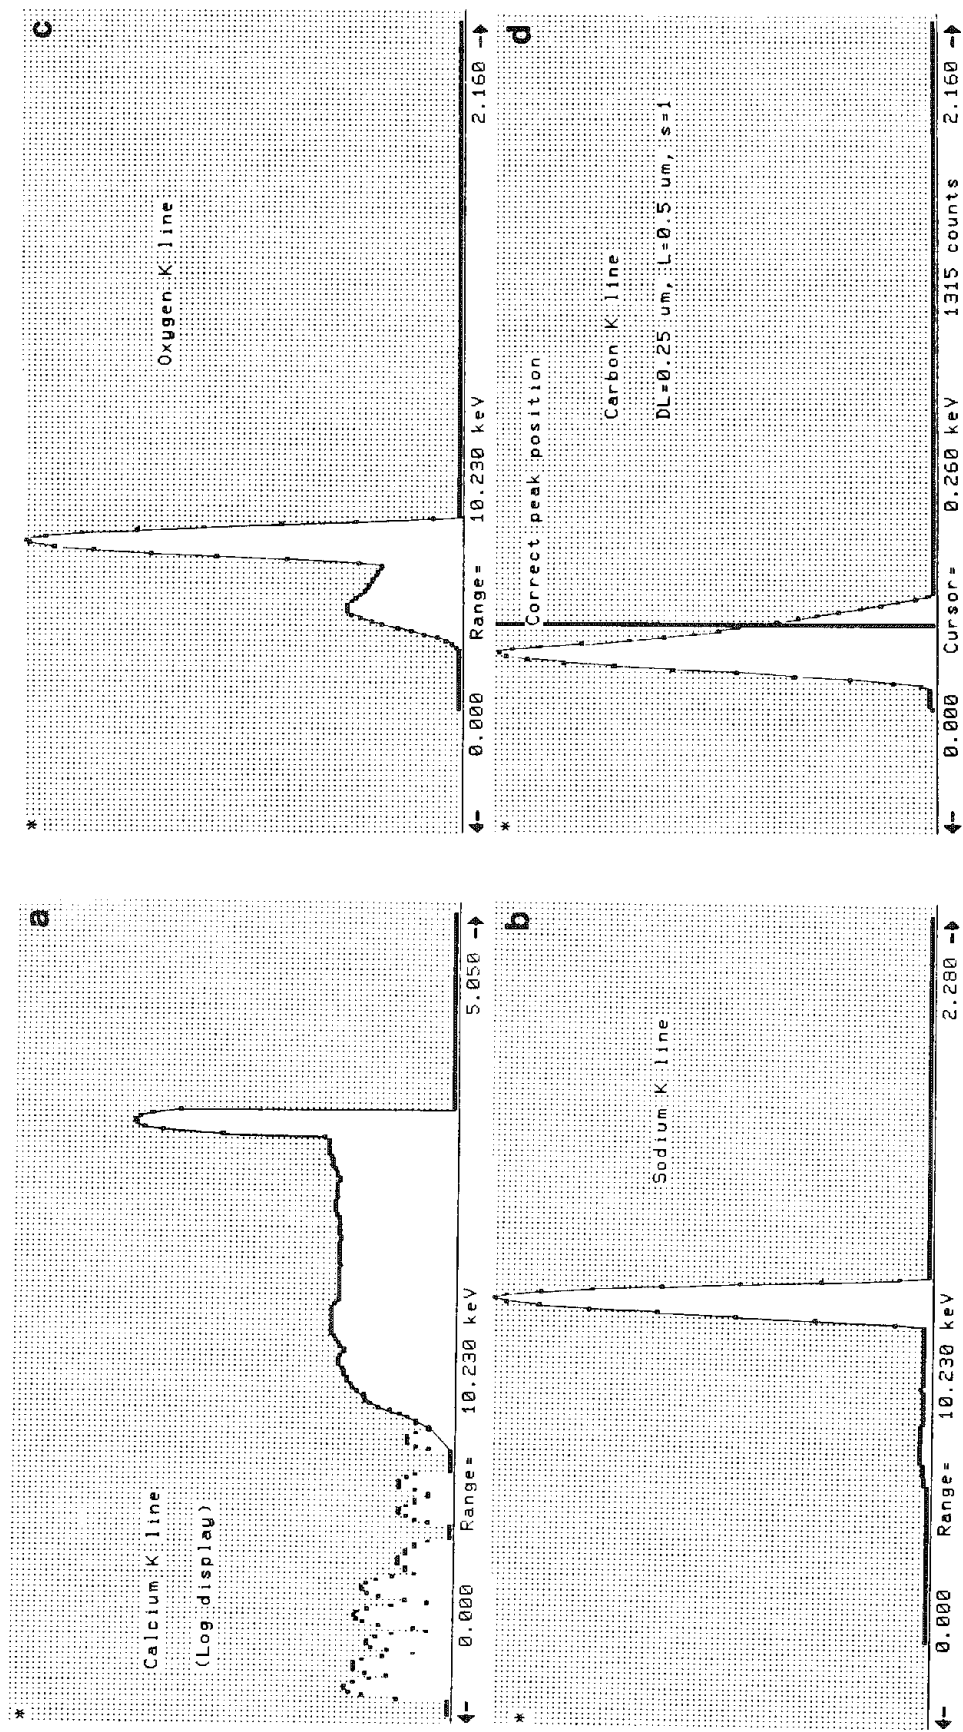 a
*
Calcium K line
(Log display)
0.000 Range= 10.230 keV 5.050
b
*
Sodium K line
0.000 Range= 10.230 keV 2.280
c
*
Oxygen K line
0.000 Range= 10.230 keV 2.160
d
*
Correct peak position
Carbon K line
DL=0.25 um, L=0.5 um, s=1
0.000 Cursor= 0.260 keV 1315 counts 2.160